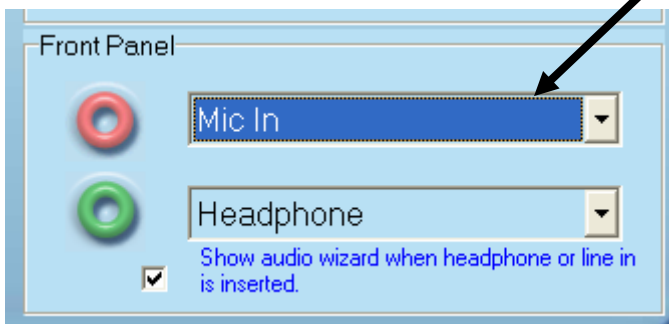 Front Panel
Mic In
Headphone
Show audio wizard when headphone or line in
is inserted.